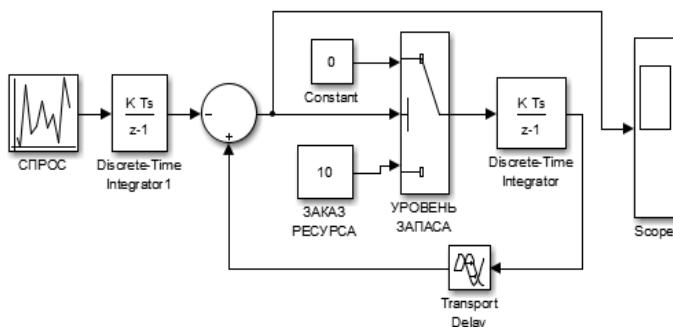 СПРОС
K Ts
z-1
Discrete-Time
Integrator1
−
+
0
Constant
10
ЗАКАЗ
РЕСУРСА
УРОВЕНЬ
ЗАПАСА
K Ts
z-1
Discrete-Time
Integrator
Scope
Transport
Delay